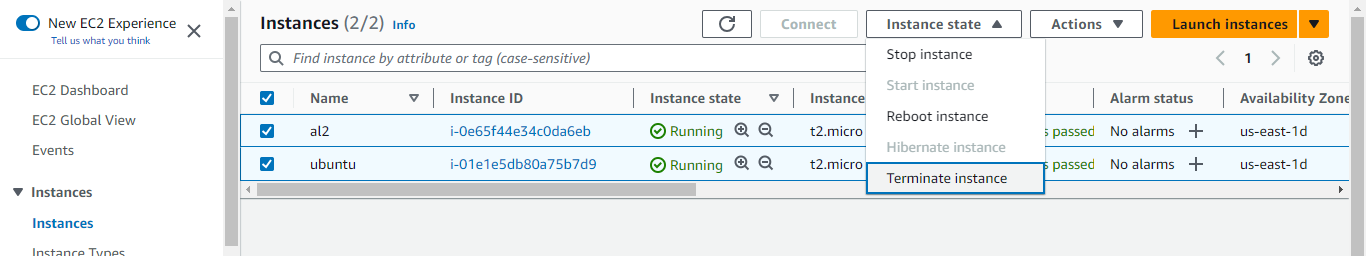 New EC2 Experience
Tell us what you think
EC2 Dashboard
EC2 Global View
Events
Instances
Instances
Instance Types
Instances (2/2) Info
Connect
Instance state
Actions
Launch instances
Find instance by attribute or tag (case-sensitive)
1
Stop instance
Start instance
Reboot instance
Hibernate instance
Terminate instance
Name Instance ID Instance state Instance Alarm status Availability Zone
al2 i-0e65f44e34c0da6eb Running t2.micro passed No alarms us-east-1d
ubuntu i-01e1e5db80a75b7d9 Running t2.micro passed No alarms us-east-1d